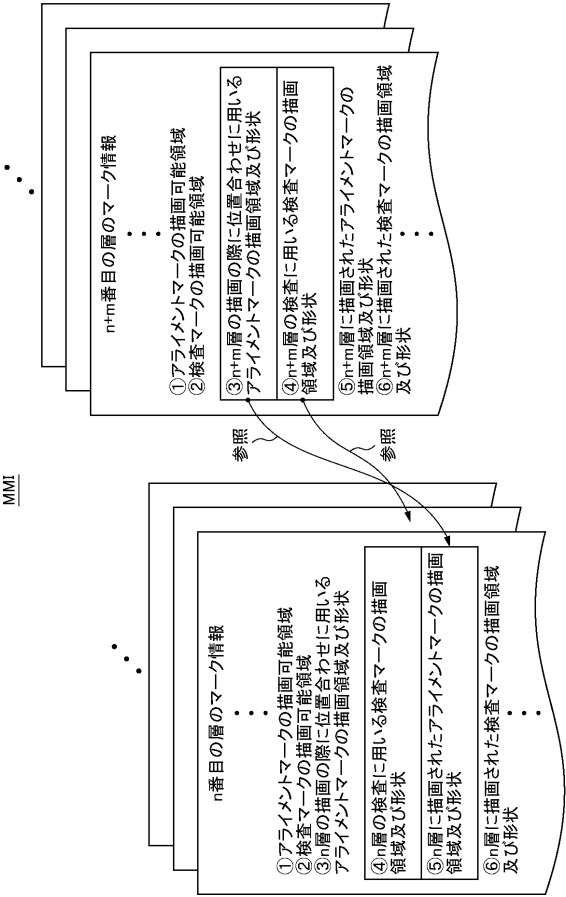 MMI
n番目の層のマーク情報
①アライメントマークの描画可能領域
②検査マークの描画可能領域
③n層の描画の際に位置合わせに用いる
アライメントマークの描画領域及び形状
④n層の検査に用いる検査マークの描画
領域及び形状
⑤n層に描画されたアライメントマークの描画
領域及び形状
⑥n層に描画された検査マークの描画領域
及び形状
参照
参照
n+m番目の層のマーク情報
①アライメントマークの描画可能領域
②検査マークの描画可能領域
③n+m層の描画の際に位置合わせに用いる
アライメントマークの描画領域及び形状
④n+m層の検査に用いる検査マークの描画
領域及び形状
⑤n+m層に描画されたアライメントマークの
描画領域及び形状
⑥n+m層に描画された検査マークの描画領域
及び形状